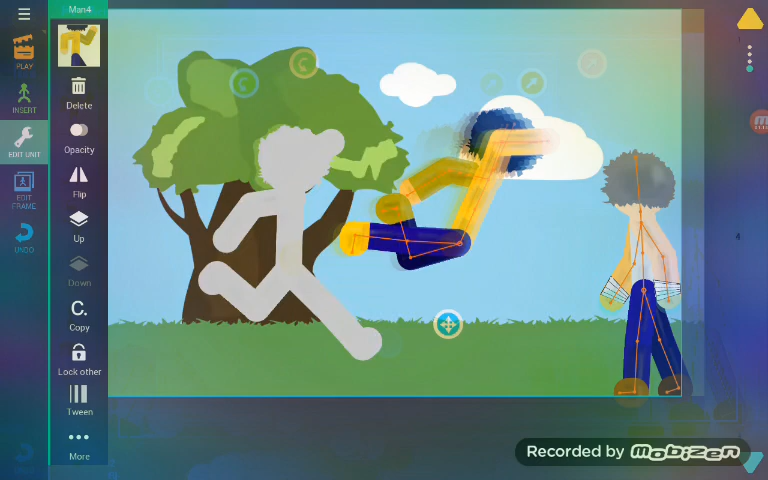 Man4
PLAY
INSERT
EDIT UNIT
EDIT
FRAME
UNDO
Delete
Opacity
Flip
Up
Down
C.
Copy
Lock other
Tween
More
4
Recorded by Mobizen